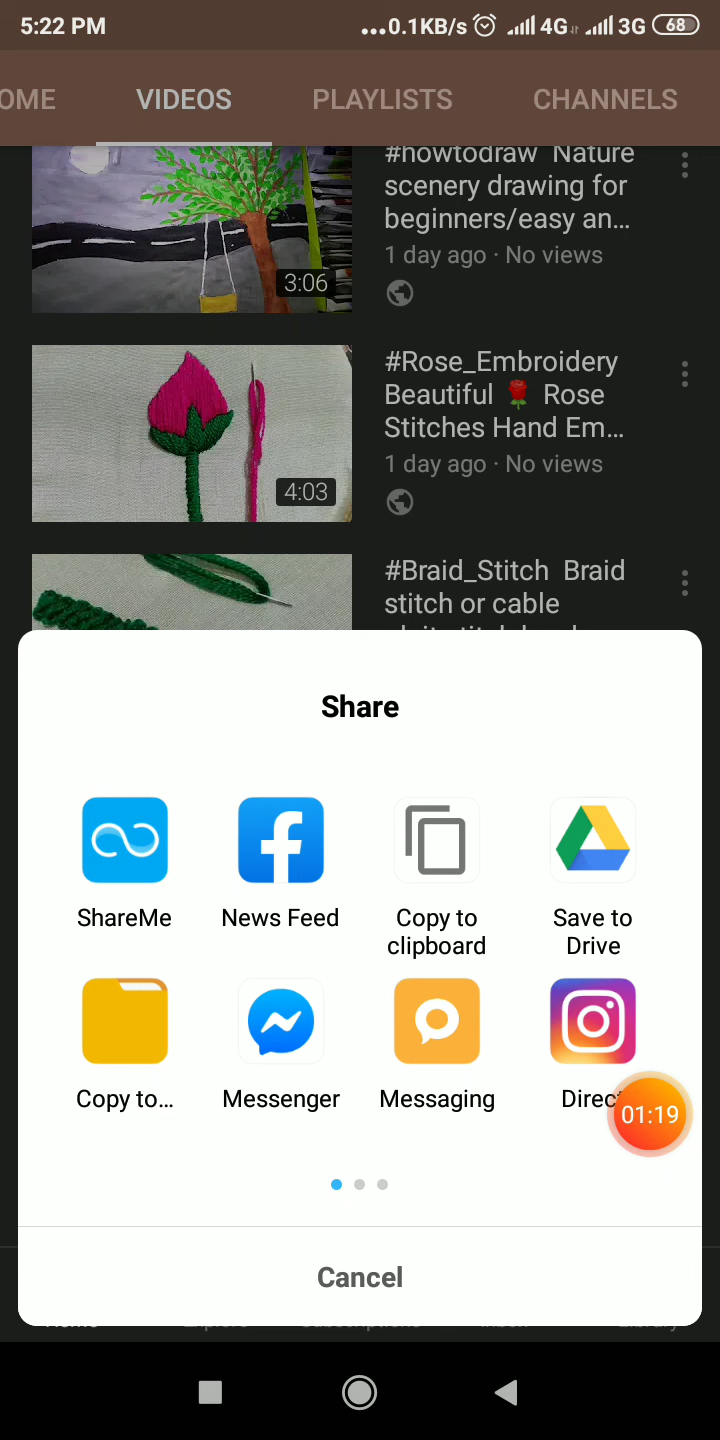 5:22 PM
...0.1KB/s 4G 3G 68
OME VIDEOS PLAYLISTS CHANNELS
#howtodraw Nature
scenery drawing for
beginners/easy an...
1 day ago · No views
3:06
#Rose_Embroidery
Beautiful 🌹 Rose
Stitches Hand Em...
1 day ago · No views
4:03
#Braid_Stitch Braid
stitch or cable
Share
ShareMe News Feed Copy to clipboard Save to Drive
Copy to... Messenger Messaging Direct
01:19
Cancel